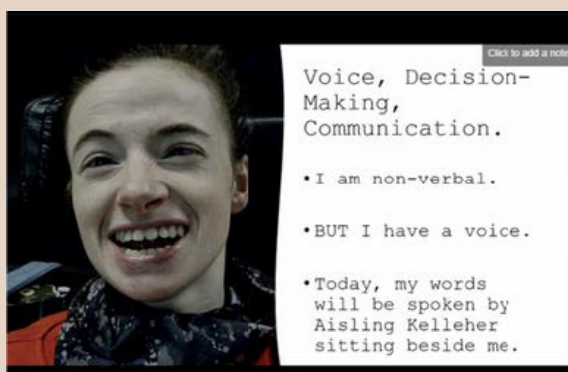 Click to add a note
Voice, Decision-
Making,
Communication.
•I am non-verbal.
•BUT I have a voice.
•Today, my words
will be spoken by
Aisling Kelleher
sitting beside me.